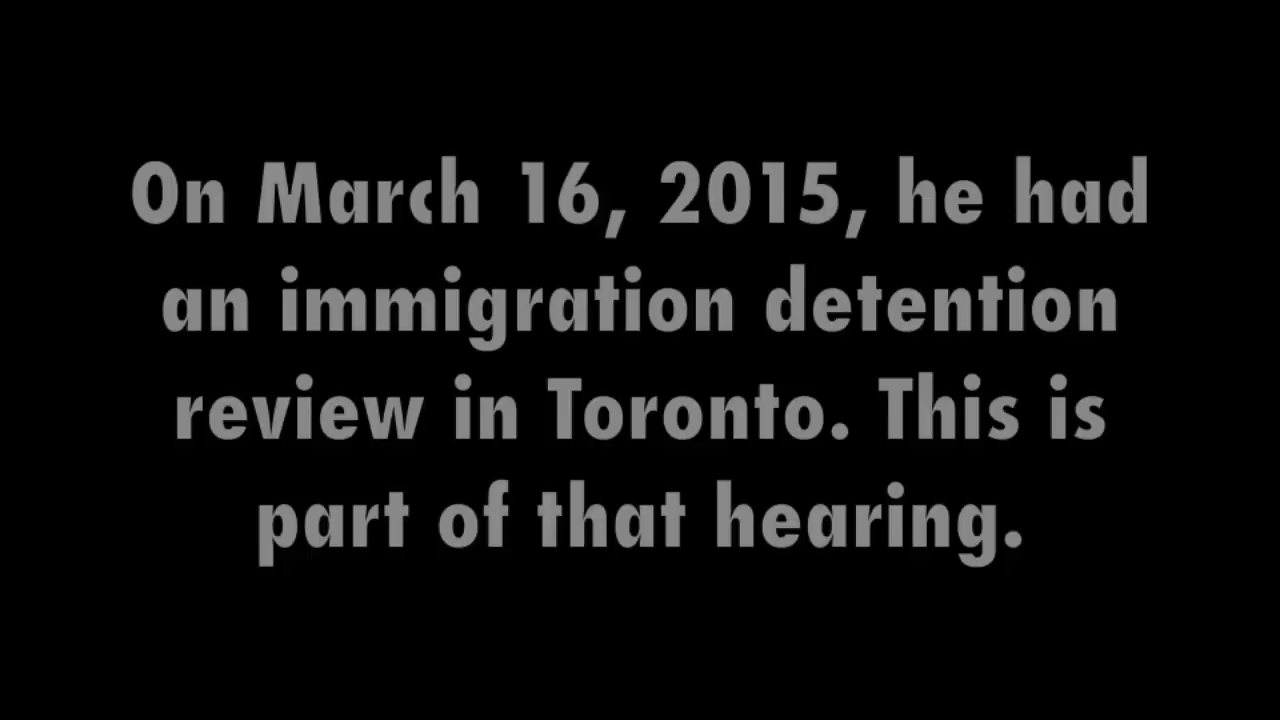 On March 16, 2015, he had
an immigration detention
review in Toronto. This is
part of that hearing.